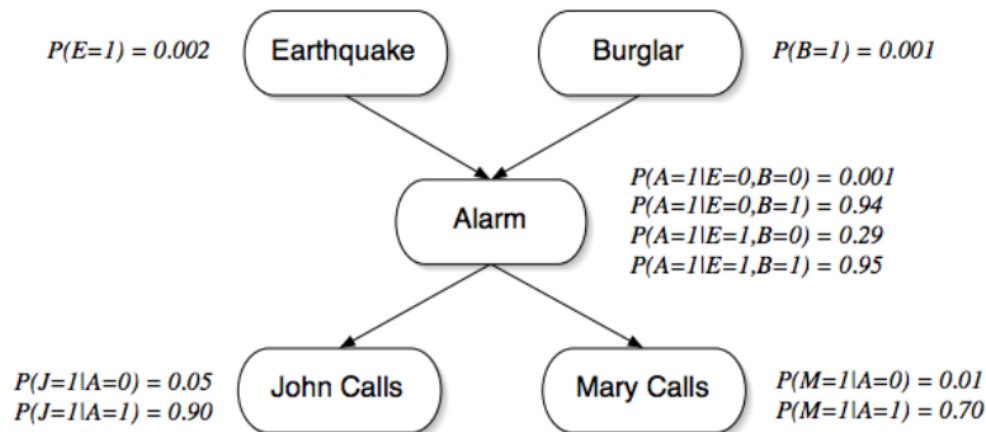 P(E=1) = 0.002
Earthquake
Burglar
P(B=1) = 0.001
Alarm
P(A=1|E=0,B=0) = 0.001
P(A=1|E=0,B=1) = 0.94
P(A=1|E=1,B=0) = 0.29
P(A=1|E=1,B=1) = 0.95
P(J=1|A=0) = 0.05
P(J=1|A=1) = 0.90
John Calls
Mary Calls
P(M=1|A=0) = 0.01
P(M=1|A=1) = 0.70